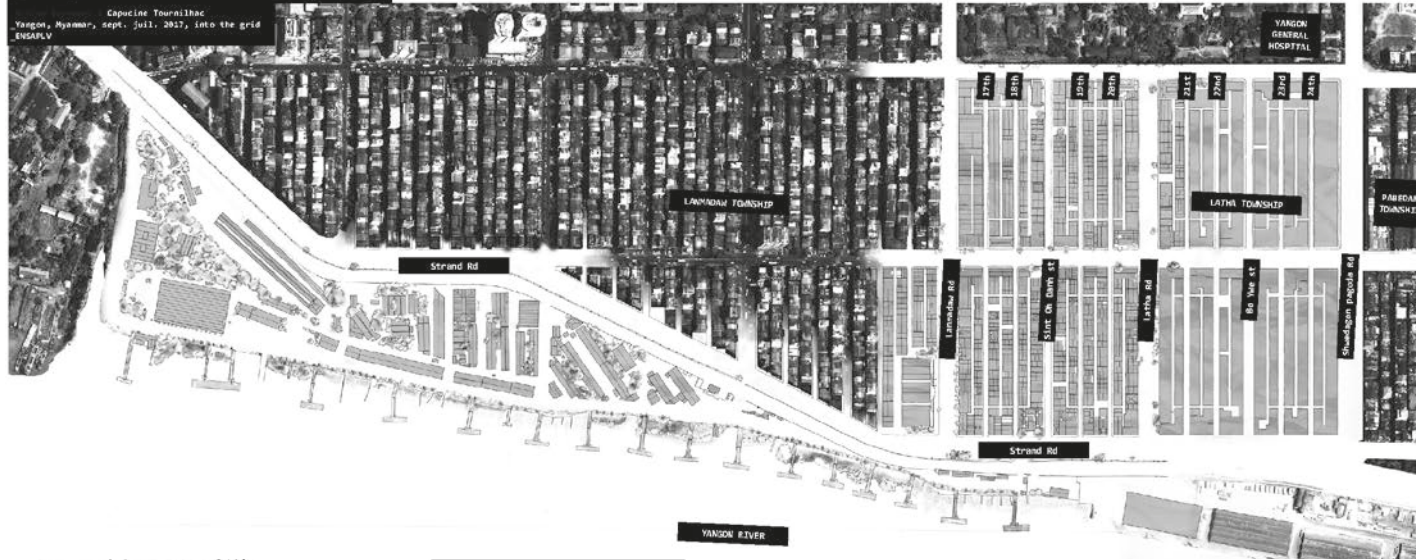 Capucine Tournilhac
Yangon, Myanmar, sept. juil. 2017, into the grid
_ENSAPLV
YANGON
GENERAL
HOSPITAL
17th
18th
19th
20th
21st
22nd
23rd
24th
LANMADAW TOWNSHIP
LATHA TOWNSHIP
TOWNSHIP
Strand Rd
Lanmadaw Rd
Sint Oh Damh st
latha Rd
Bo Ywe st
Shwedagon pagoda Rd
Strand Rd
YANGON RIVER